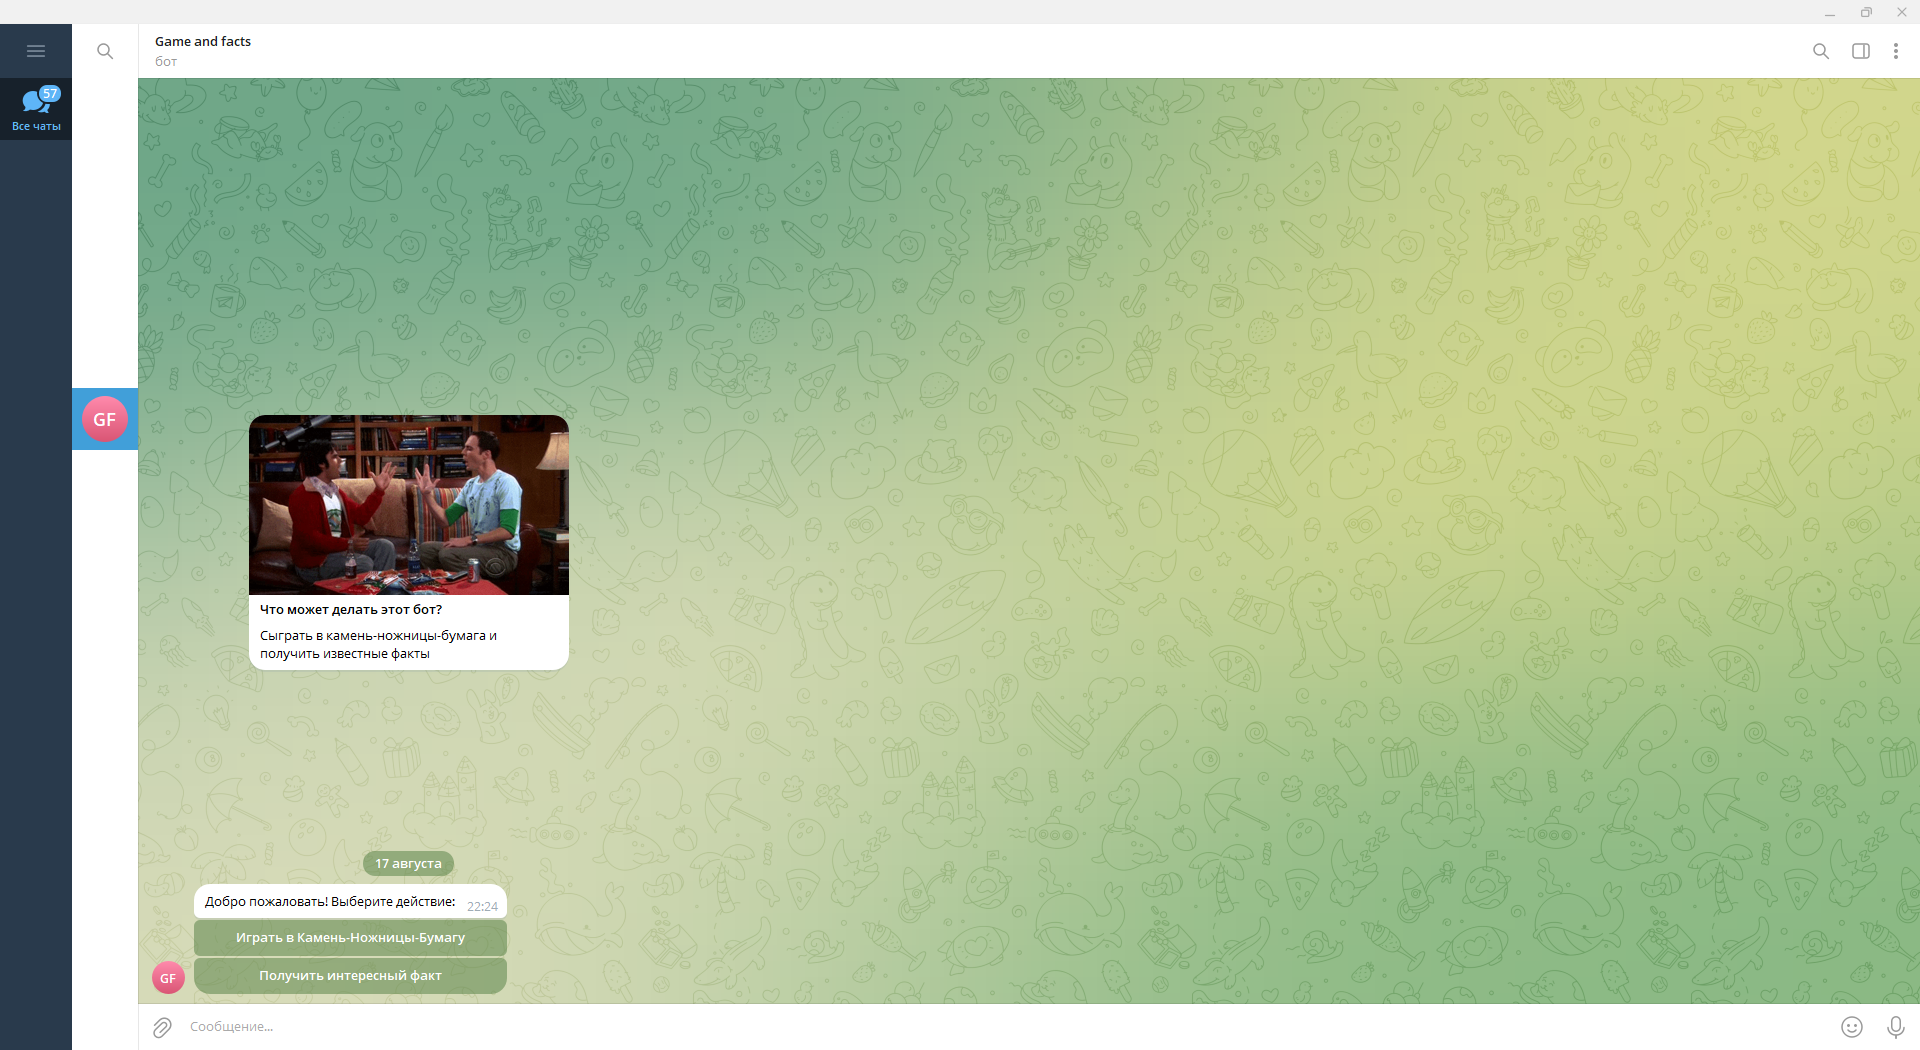 Game and facts
бот
57
Все чаты
GF
Что может делать этот бот?
Сыграть в камень-ножницы-бумага и
получить известные факты
17 августа
Добро пожаловать! Выберите действие: 22:24
Играть в Камень-Ножницы-Бумагу
Получить интересный факт
GF
Сообщение...